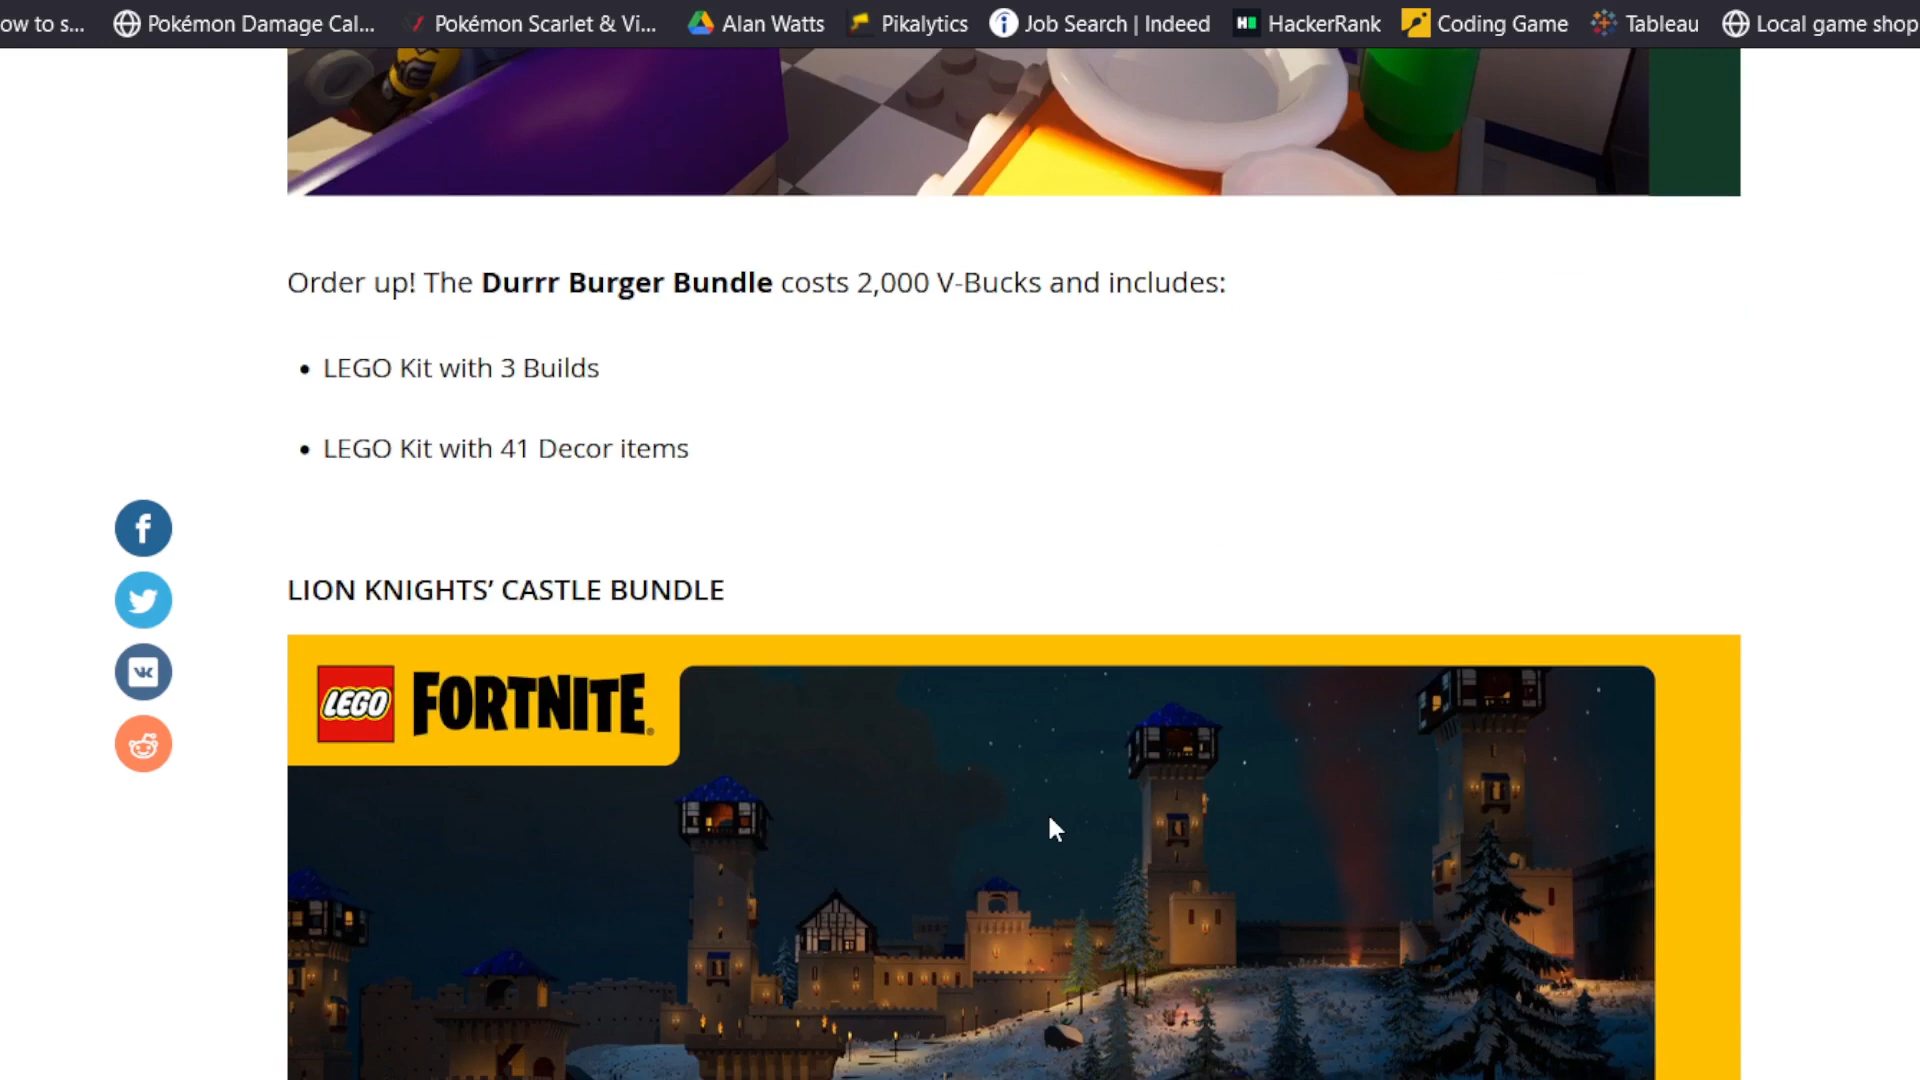 ow to s... Pokémon Damage Cal... Pokémon Scarlet & Vi... Alan Watts Pikalytics Job Search | Indeed HackerRank Coding Game Tableau Local game shop
Order up! The Durrr Burger Bundle costs 2,000 V-Bucks and includes:
• LEGO Kit with 3 Builds
• LEGO Kit with 41 Decor items
LION KNIGHTS’ CASTLE BUNDLE
LEGO FORTNITE